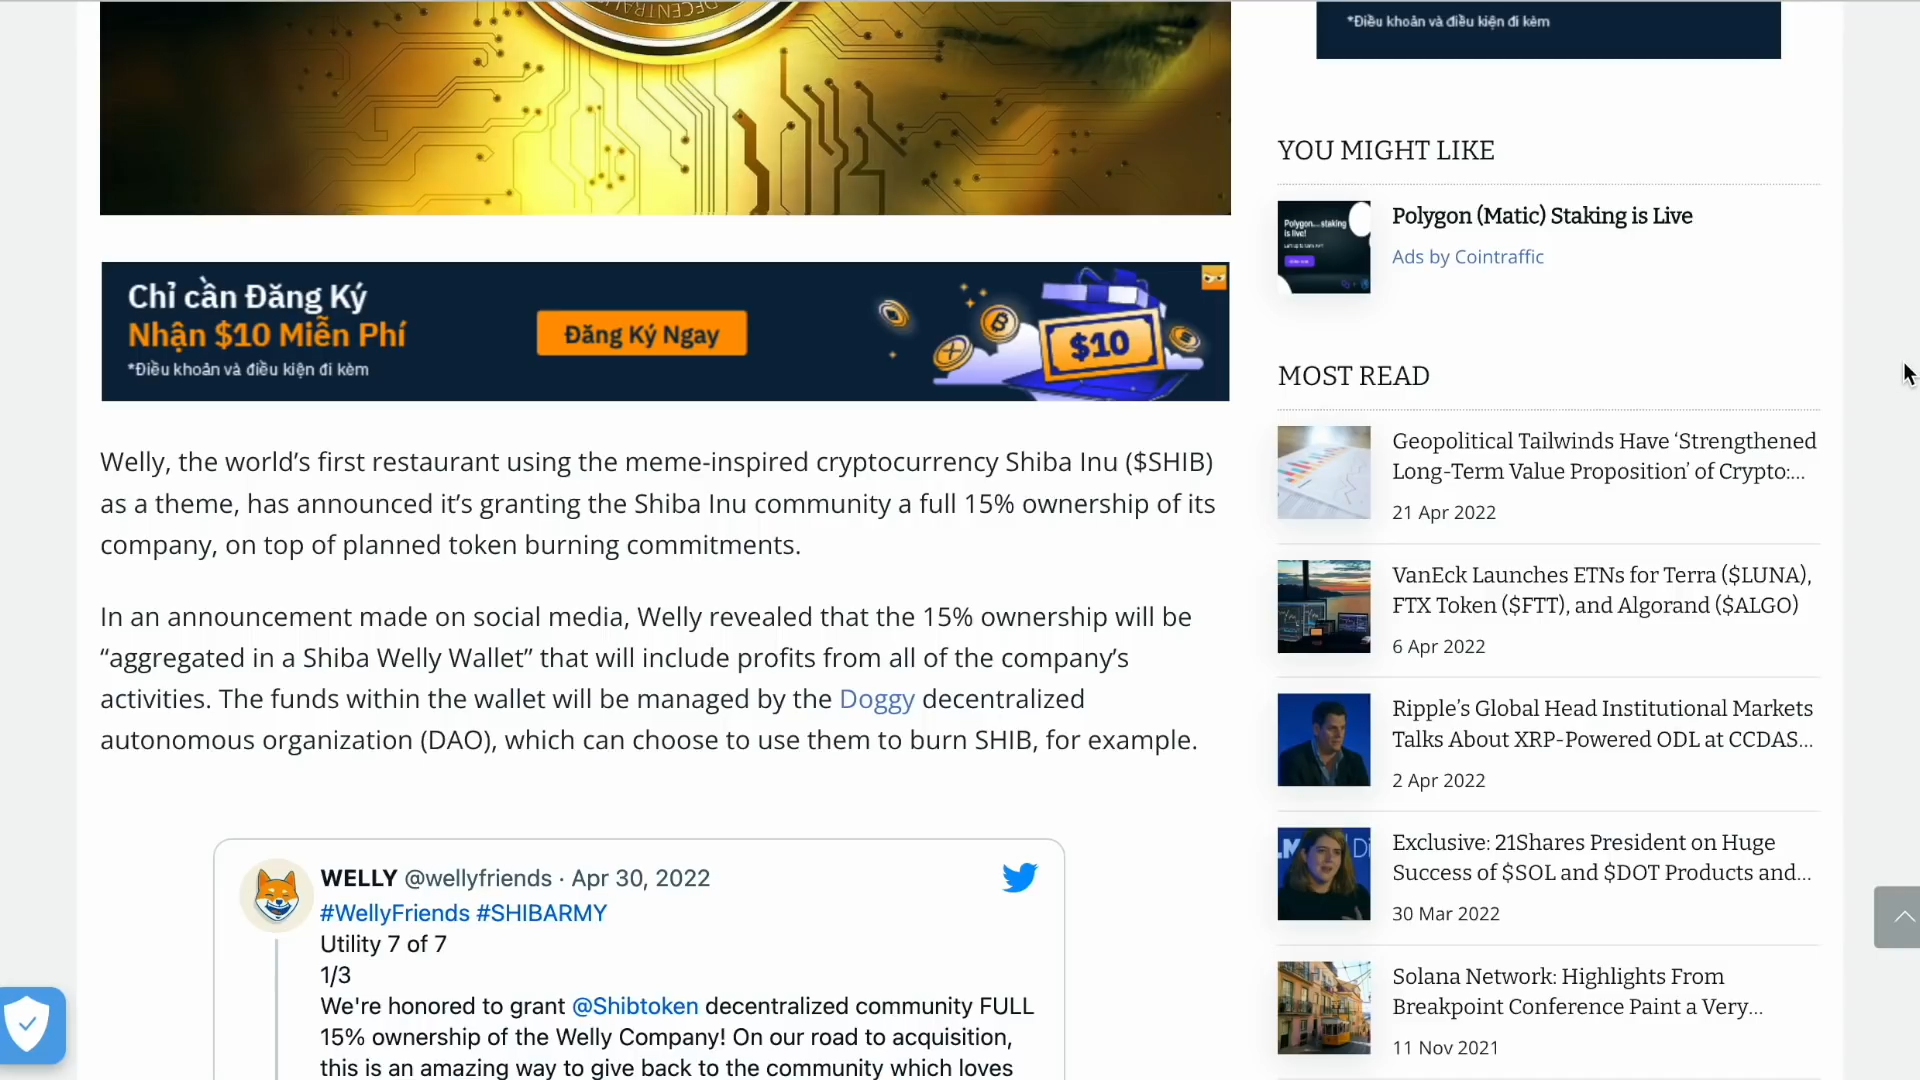 DECENTRAL
*Điều khoản và điều kiện đi kèm
Chỉ cần Đăng Ký
Nhận $10 Miễn Phí
*Điều khoản và điều kiện đi kèm
Đăng Ký Ngay
$10
Welly, the world’s first restaurant using the meme-inspired cryptocurrency Shiba Inu ($SHIB)
as a theme, has announced it’s granting the Shiba Inu community a full 15% ownership of its
company, on top of planned token burning commitments.
In an announcement made on social media, Welly revealed that the 15% ownership will be
“aggregated in a Shiba Welly Wallet” that will include profits from all of the company’s
activities. The funds within the wallet will be managed by the Doggy decentralized
autonomous organization (DAO), which can choose to use them to burn SHIB, for example.
WELLY @wellyfriends · Apr 30, 2022
#WellyFriends #SHIBARMY
Utility 7 of 7
1/3
We're honored to grant @Shibtoken decentralized community FULL
15% ownership of the Welly Company! On our road to acquisition,
this is an amazing way to give back to the community which loves
YOU MIGHT LIKE
Polygon... staking
is live!
Polygon (Matic) Staking is Live
Ads by Cointraffic
MOST READ
Geopolitical Tailwinds Have ‘Strengthened
Long-Term Value Proposition’ of Crypto:...
21 Apr 2022
VanEck Launches ETNs for Terra ($LUNA),
FTX Token ($FTT), and Algorand ($ALGO)
6 Apr 2022
Ripple’s Global Head Institutional Markets
Talks About XRP-Powered ODL at CCDAS...
2 Apr 2022
Exclusive: 21Shares President on Huge
Success of $SOL and $DOT Products and...
30 Mar 2022
Solana Network: Highlights From
Breakpoint Conference Paint a Very...
11 Nov 2021